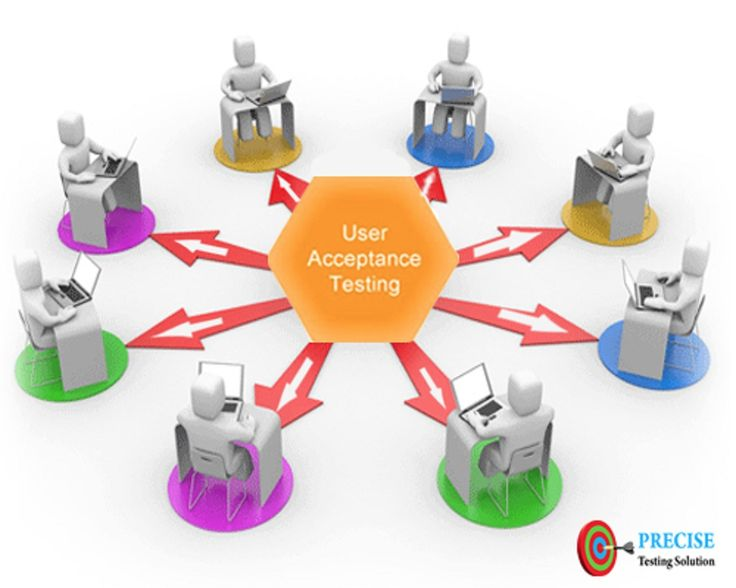 User
Acceptance
Testing
PRECISE
Testing Solution